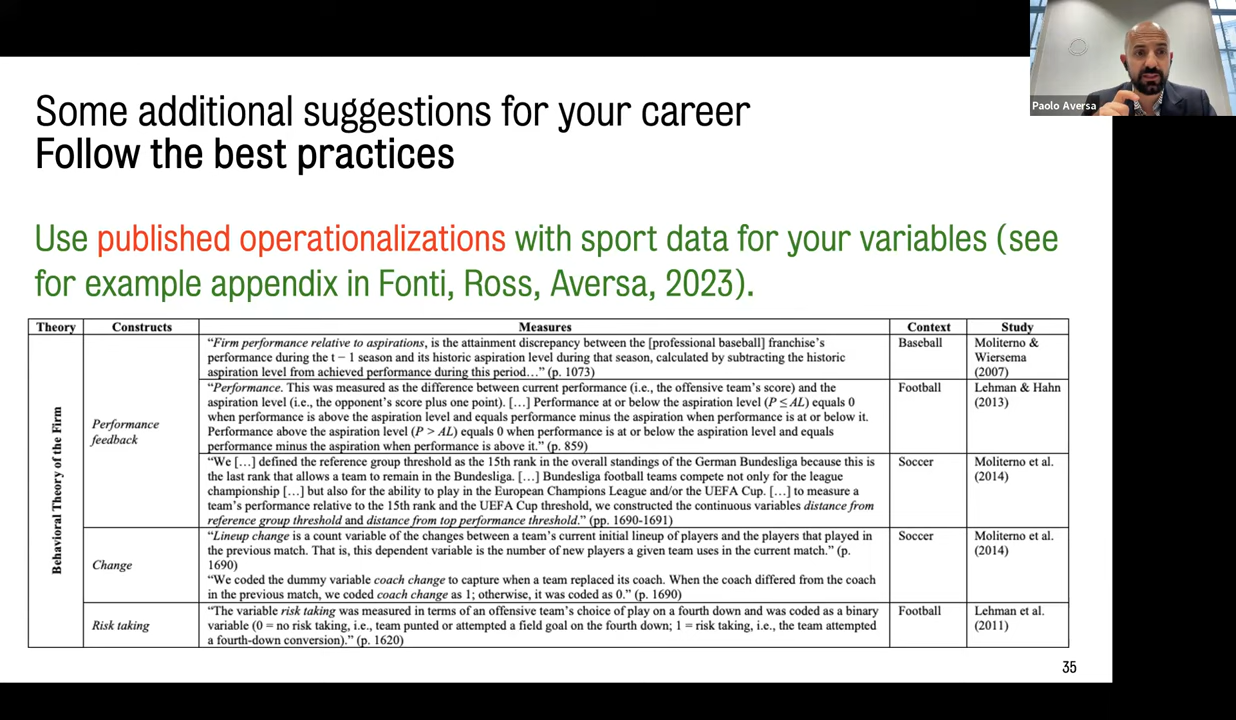 Paolo Aversa
Some additional suggestions for your career
Follow the best practices
Use published operationalizations with sport data for your variables (see
for example appendix in Fonti, Ross, Aversa, 2023).
Theory Constructs Measures Context Study
Behavioral Theory of the Firm
Performance
feedback
“Firm performance relative to aspirations, is the attainment discrepancy between the [professional baseball] franchise’s
performance during the t − 1 season and its historic aspiration level during that season, calculated by subtracting the historic
aspiration level from achieved performance during this period…” (p. 1073)
Baseball
Moliterno &
Wiersema
(2007)
“Performance. This was measured as the difference between current performance (i.e., the offensive team’s score) and the
aspiration level (i.e., the opponent’s score plus one point). […] Performance at or below the aspiration level (P ≤ AL) equals 0
when performance is above the aspiration level and equals performance minus the aspiration when performance is at or below it.
Performance above the aspiration level (P > AL) equals 0 when performance is at or below the aspiration level and equals
performance minus the aspiration when performance is above it.” (p. 859)
Football
Lehman & Hahn
(2013)
“We […] defined the reference group threshold as the 15th rank in the overall standings of the German Bundesliga because this is
the last rank that allows a team to remain in the Bundesliga. […] Bundesliga football teams compete not only for the league
championship […] but also for the ability to play in the European Champions League and/or the UEFA Cup. […] to measure a
team’s performance relative to the 15th rank and the UEFA Cup threshold, we constructed the continuous variables distance from
reference group threshold and distance from top performance threshold.” (pp. 1690-1691)
Soccer
Moliterno et al.
(2014)
Change
“Lineup change is a count variable of the changes between a team’s current initial lineup of players and the players that played in
the previous match. That is, this dependent variable is the number of new players a given team uses in the current match.” (p.
1690)
“We coded the dummy variable coach change to capture when a team replaced its coach. When the coach differed from the coach
in the previous match, we coded coach change as 1; otherwise, it was coded as 0.” (p. 1690)
Soccer
Moliterno et al.
(2014)
Risk taking
“The variable risk taking was measured in terms of an offensive team’s choice of play on a fourth down and was coded as a binary
variable (0 = no risk taking, i.e., team punted or attempted a field goal on the fourth down; 1 = risk taking, i.e., the team attempted
a fourth-down conversion).” (p. 1620)
Football
Lehman et al.
(2011)
35